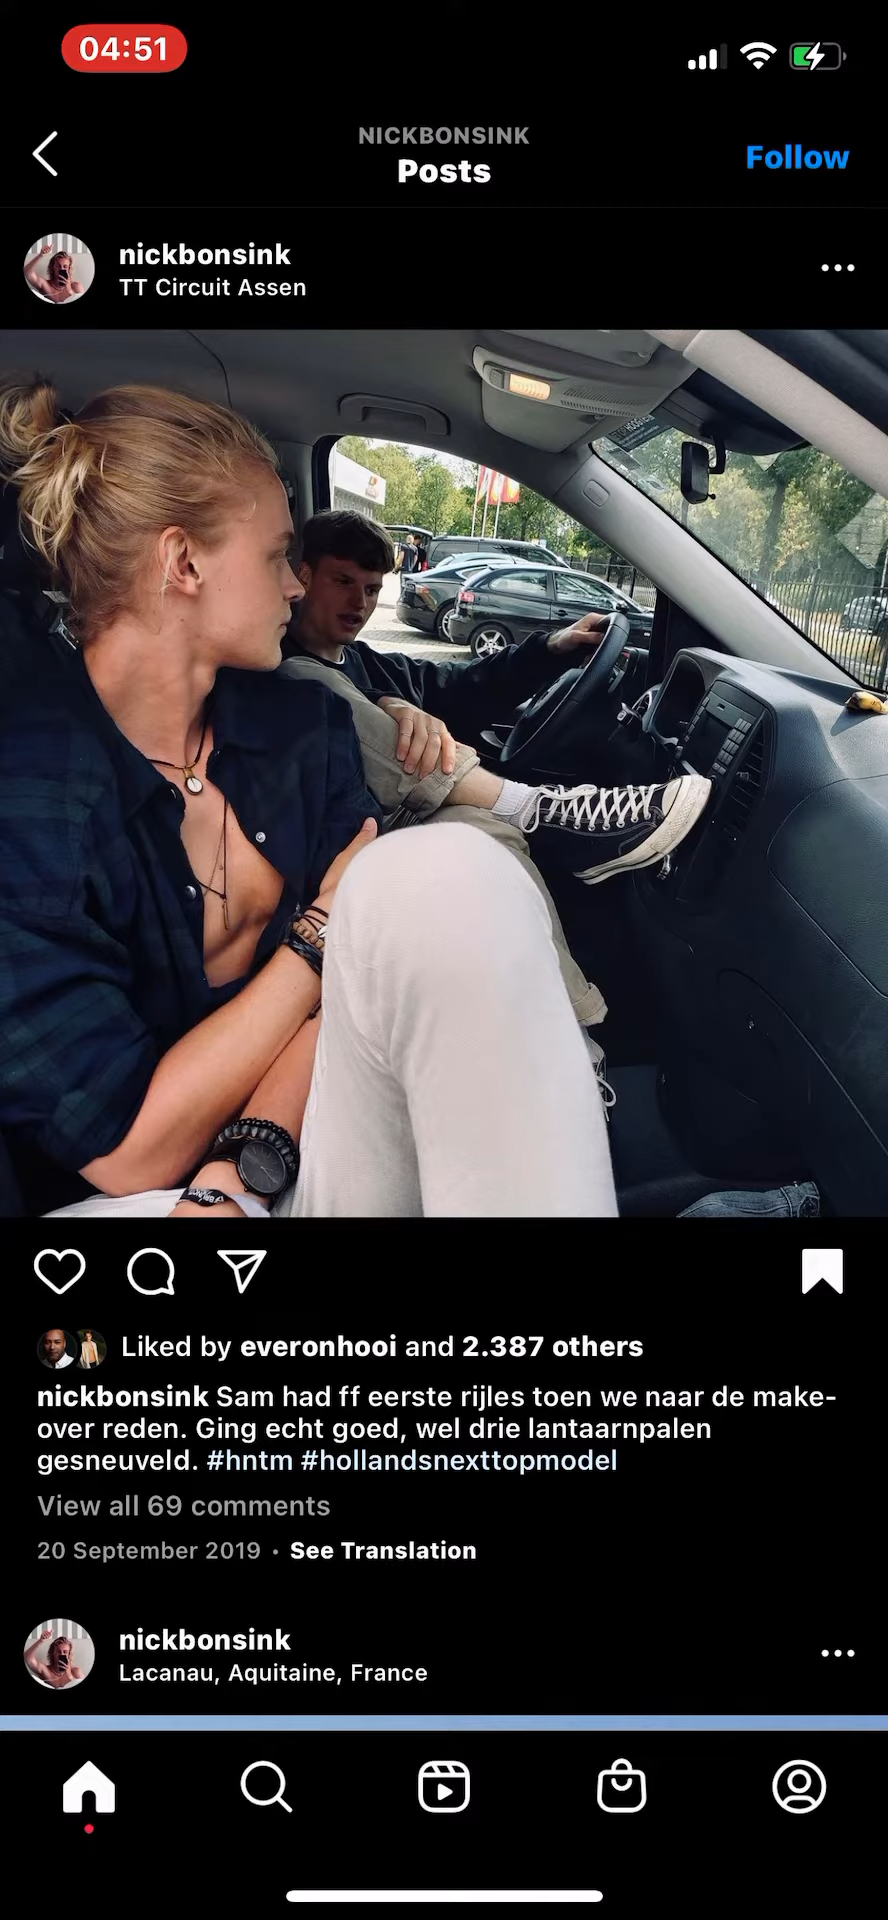 04:51
NICKBONSINK
Posts
Follow
nickbonsink
TT Circuit Assen
Liked by everonhooi and 2.387 others
nickbonsink Sam had ff eerste rijles toen we naar de make-
over reden. Ging echt goed, wel drie lantaarnpalen
gesneuveld. #hntm #hollandsnexttopmodel
View all 69 comments
20 September 2019 • See Translation
nickbonsink
Lacanau, Aquitaine, France